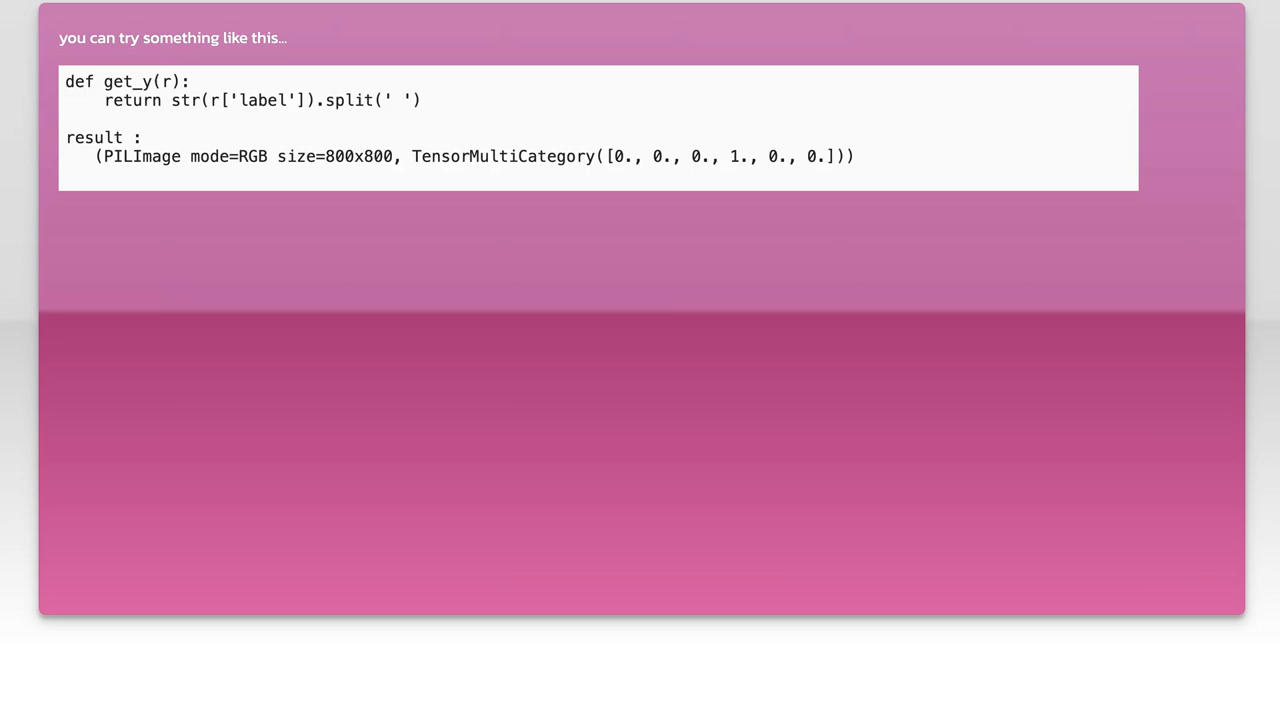 you can try something like this...
def get_y(r):
    return str(r['label']).split(' ')
result :
   (PILImage mode=RGB size=800x800, TensorMultiCategory([0., 0., 0., 1., 0., 0.]))